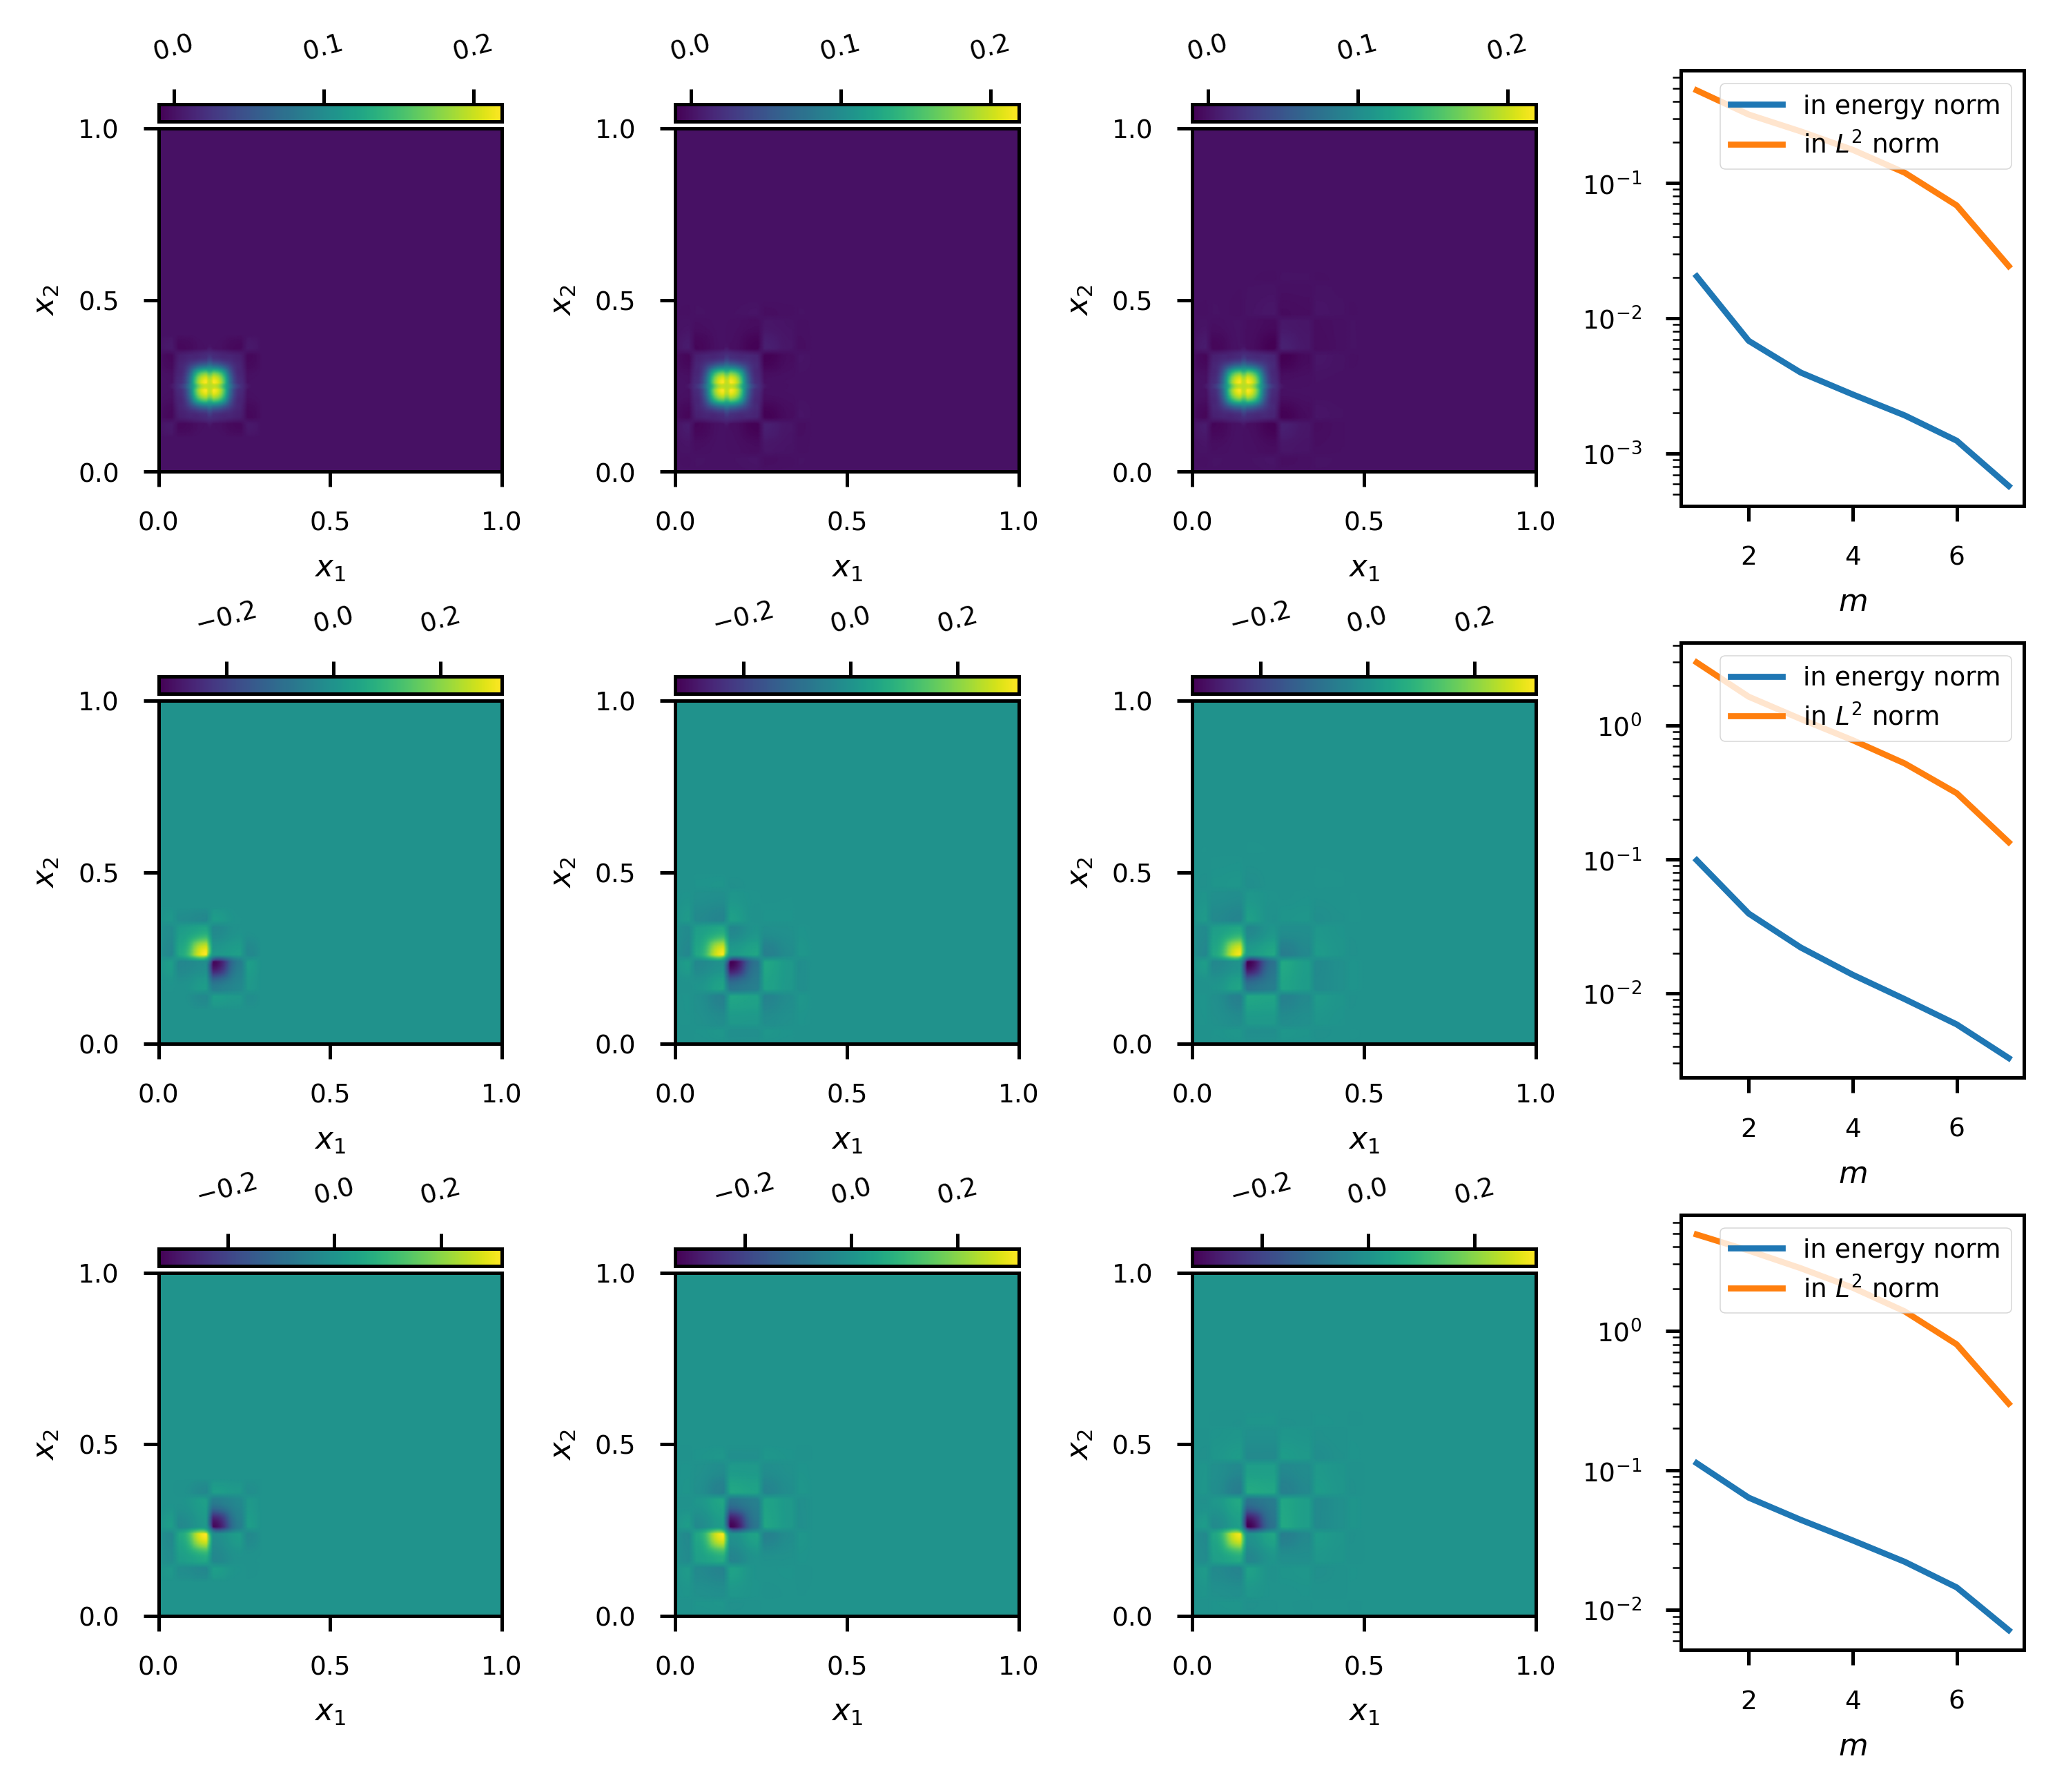 0.0 0.1 0.2 0.0 0.1 0.2 0.0 0.1 0.2
1.0 1.0 1.0 in energy norm
in L² norm
10⁻¹
x₂ 0.5 x₂ 0.5 x₂ 0.5 10⁻²
10⁻³
0.0 0.0 0.0
0.0 0.5 1.0 0.0 0.5 1.0 0.0 0.5 1.0 2 4 6
x₁ x₁ x₁ m
−0.2 0.0 0.2 −0.2 0.0 0.2 −0.2 0.0 0.2
1.0 1.0 1.0 in energy norm
in L² norm
10⁰
x₂ 0.5 x₂ 0.5 x₂ 0.5 10⁻¹
10⁻²
0.0 0.0 0.0
0.0 0.5 1.0 0.0 0.5 1.0 0.0 0.5 1.0 2 4 6
x₁ x₁ x₁ m
−0.2 0.0 0.2 −0.2 0.0 0.2 −0.2 0.0 0.2
1.0 1.0 1.0 in energy norm
in L² norm
10⁰
x₂ 0.5 x₂ 0.5 x₂ 0.5 10⁻¹
10⁻²
0.0 0.0 0.0
0.0 0.5 1.0 0.0 0.5 1.0 0.0 0.5 1.0 2 4 6
x₁ x₁ x₁ m